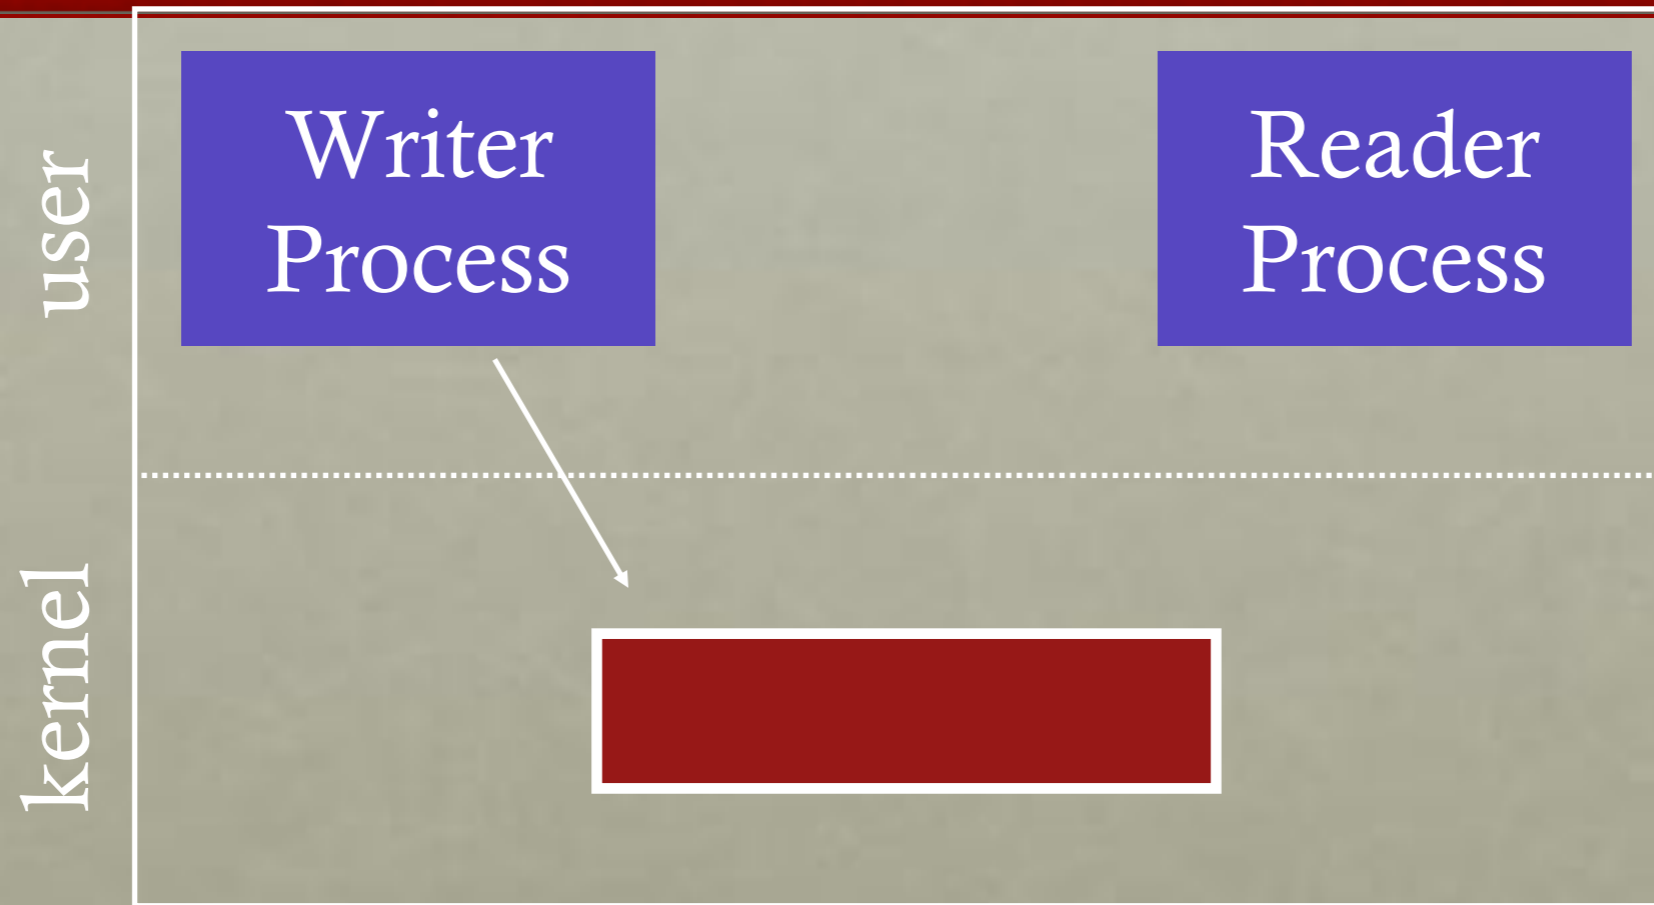 user
Writer
Process
Reader
Process
kernel